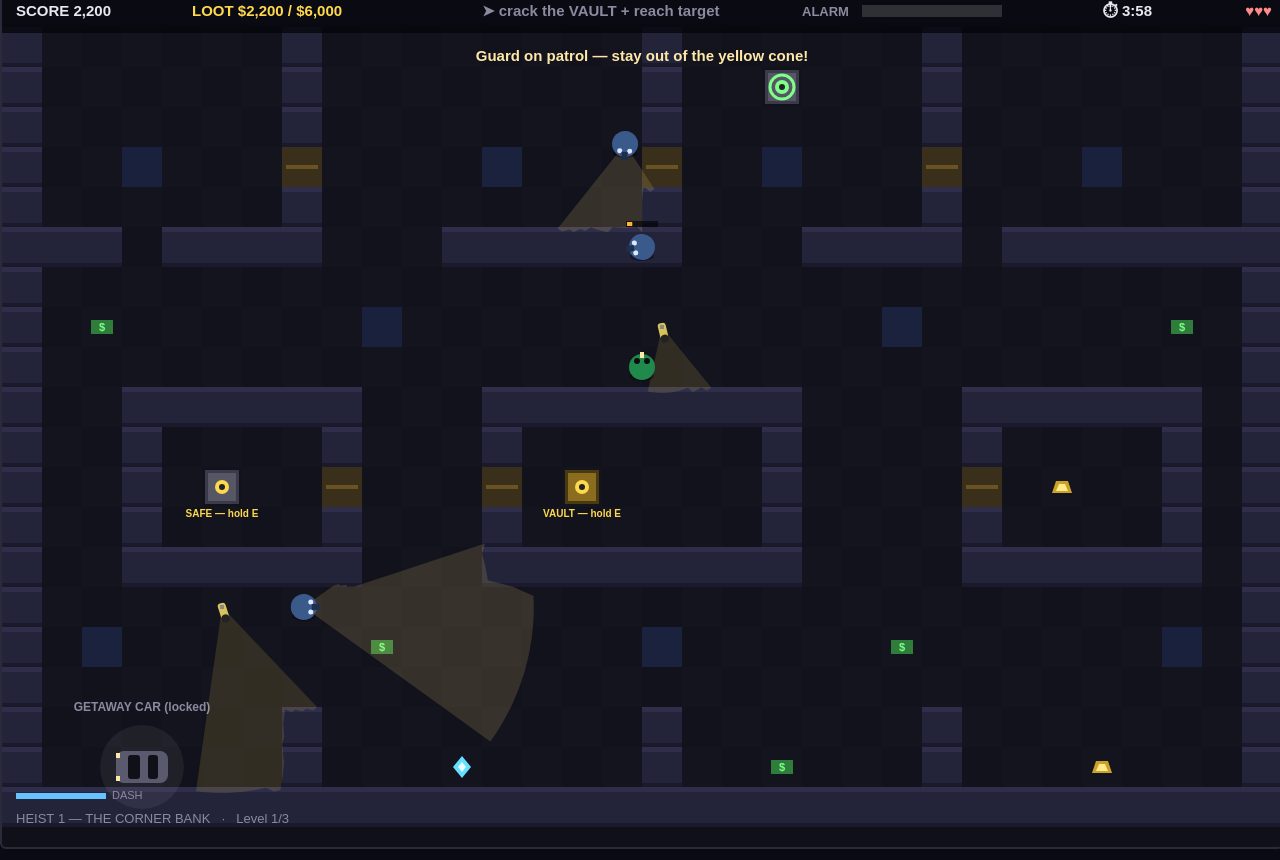 SCORE 2,200 LOOT $2,200 / $6,000 ➤ crack the VAULT + reach target ALARM ⏱ 3:58 ♥♥♥
Guard on patrol — stay out of the yellow cone!
$ $
SAFE — hold E VAULT — hold E
$ $
GETAWAY CAR (locked)
$
DASH
HEIST 1 — THE CORNER BANK · Level 1/3